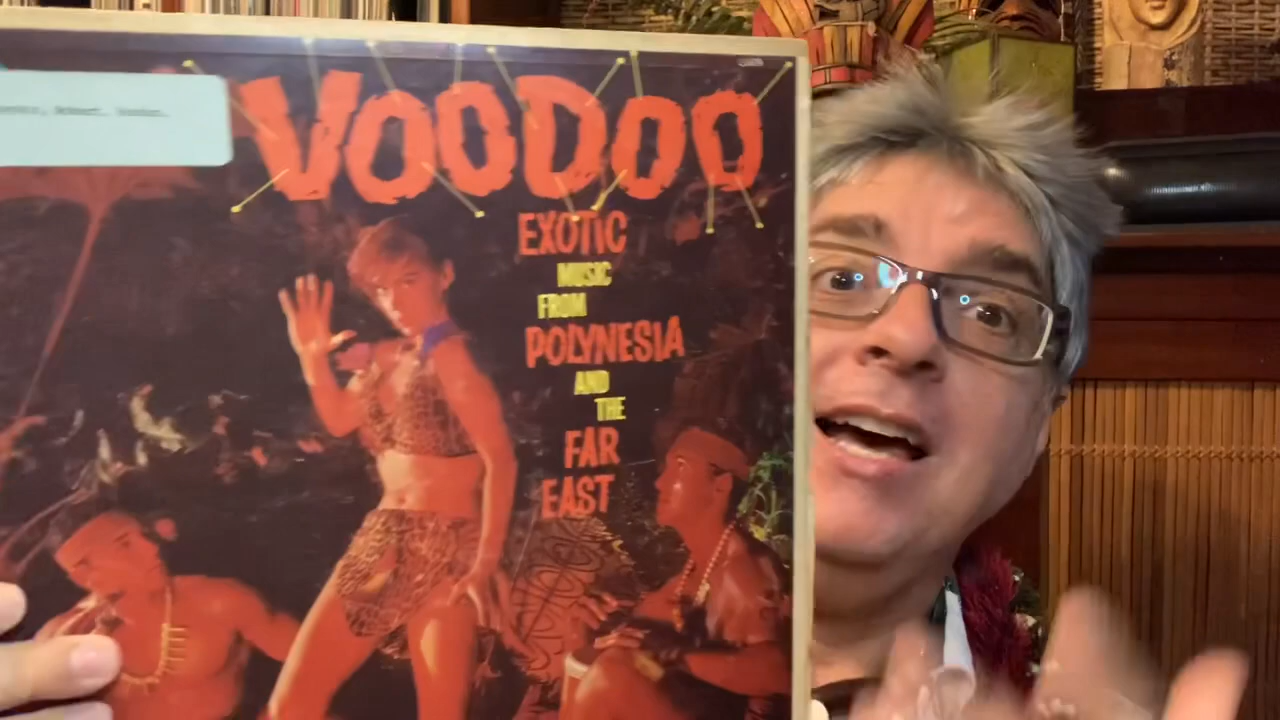 VOODOO
EXOTIC
MUSIC
FROM
POLYNESIA
AND
THE
FAR
EAST